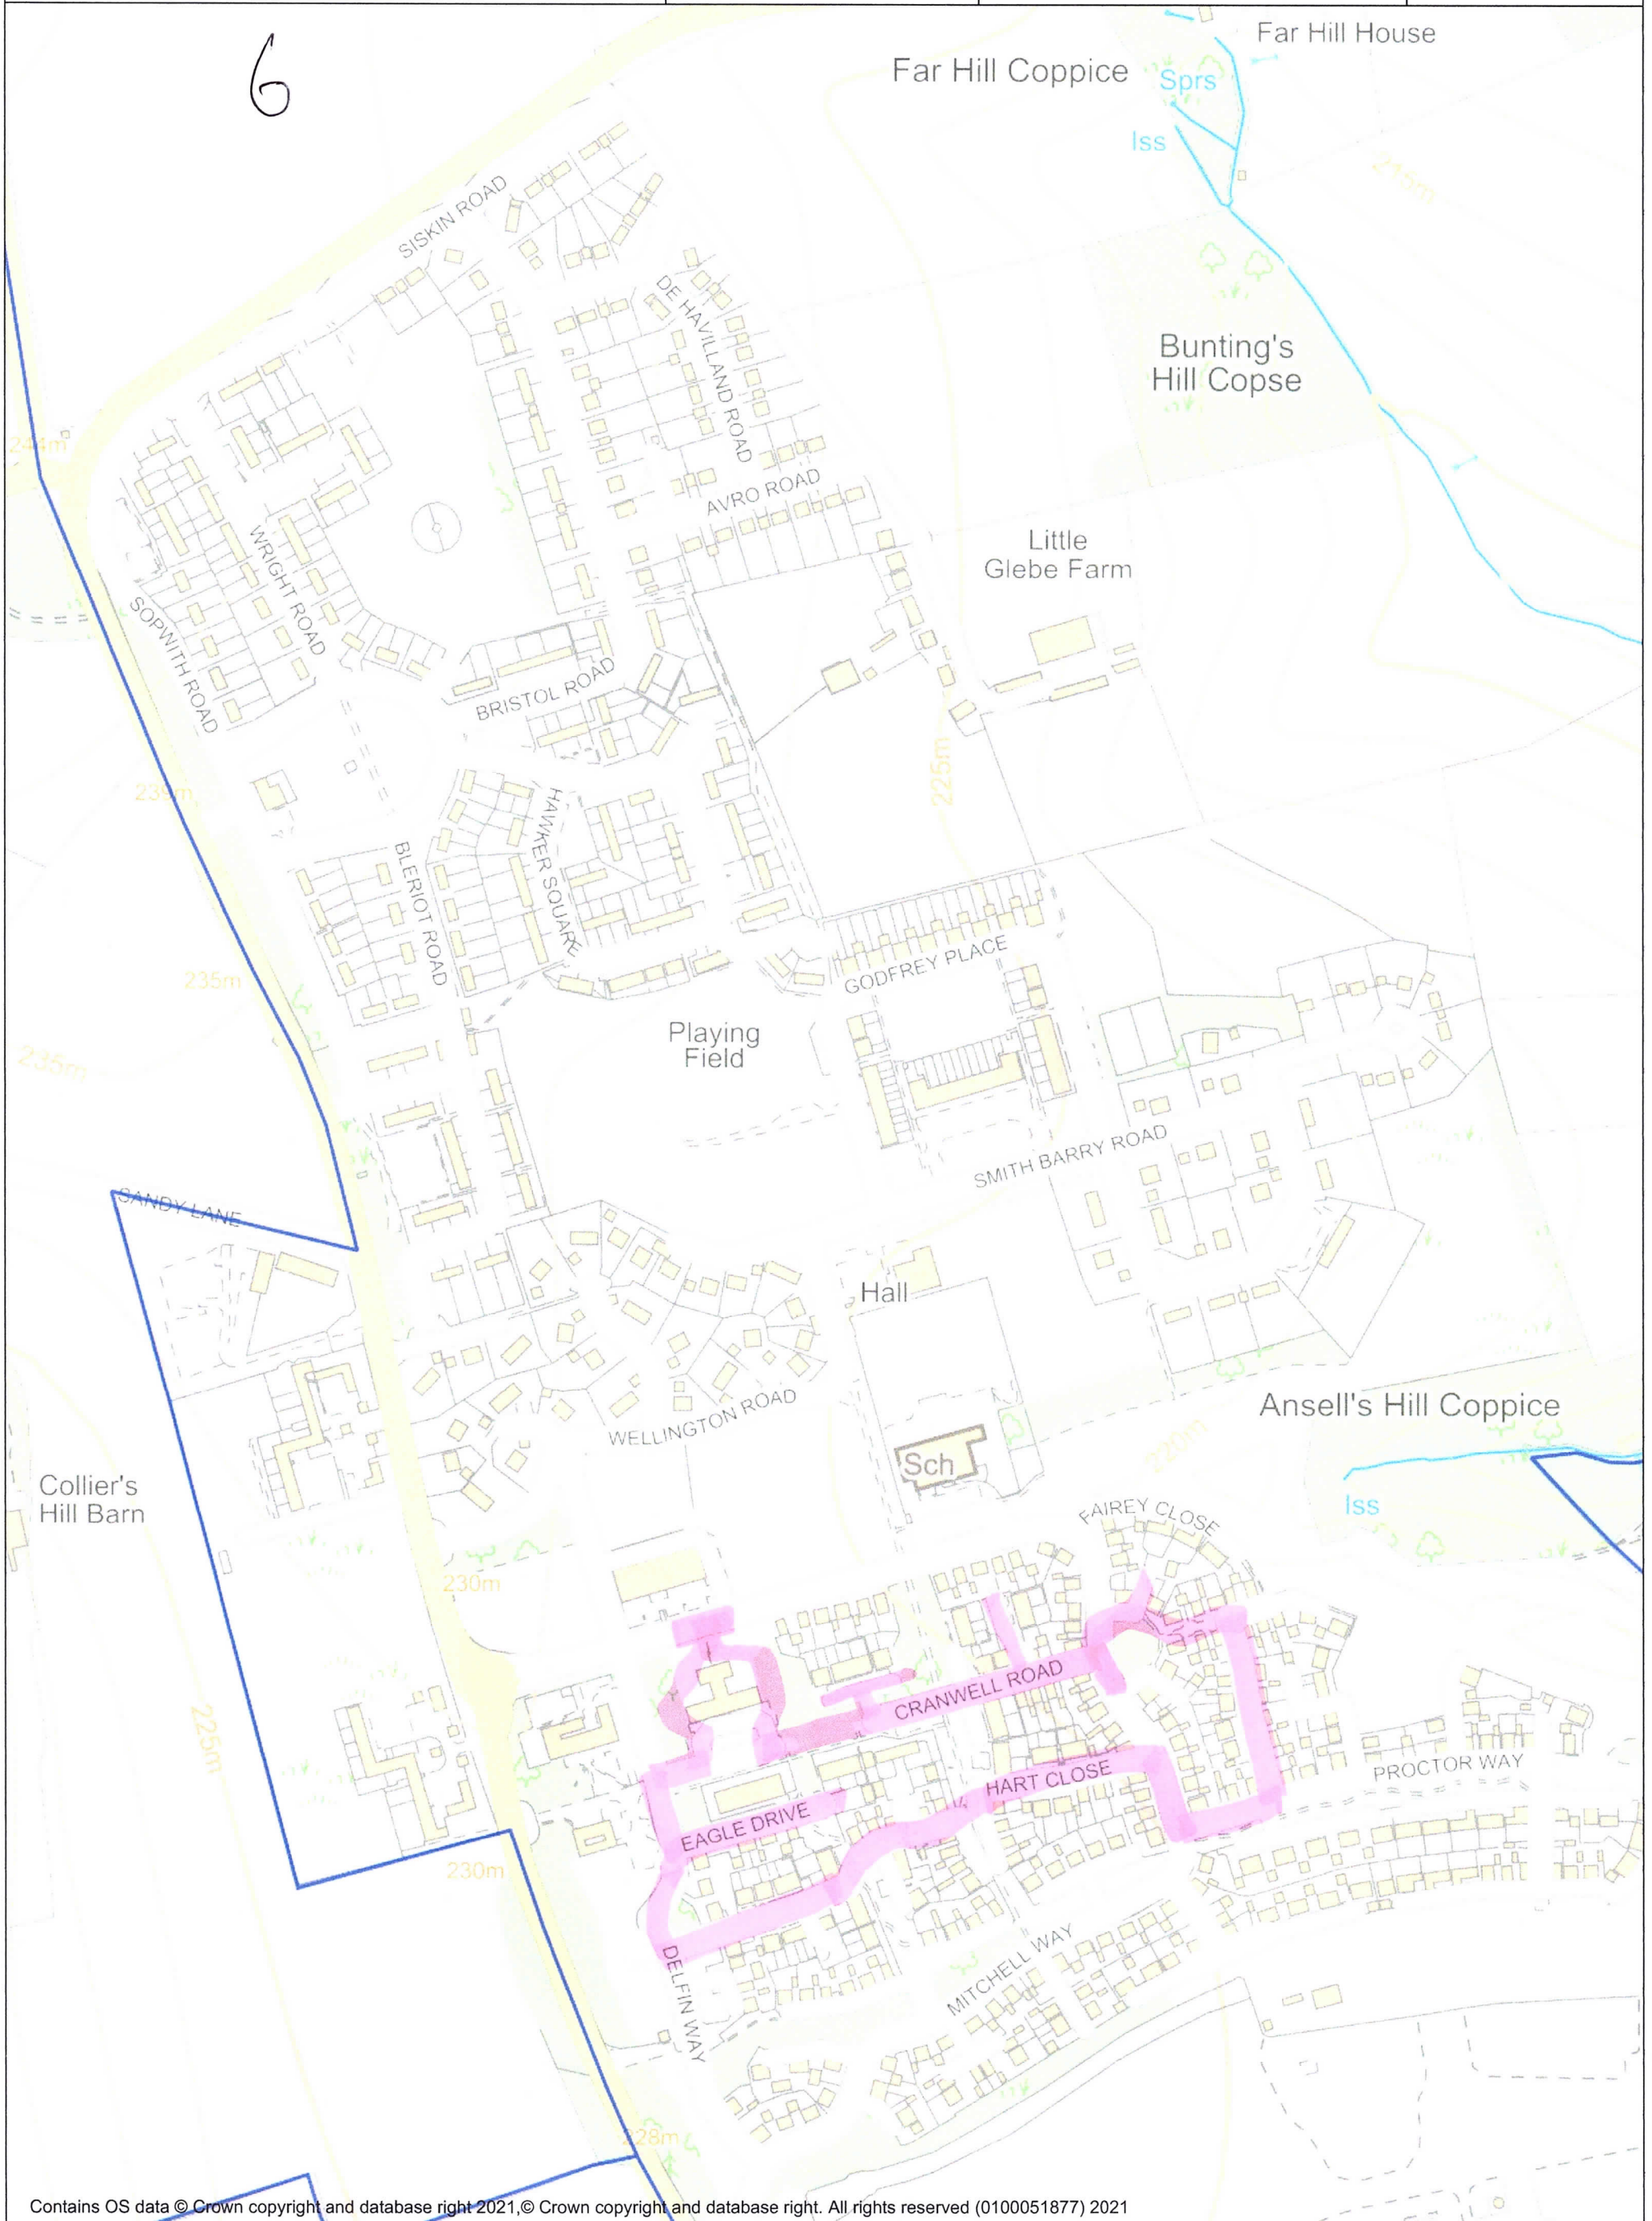 6
Far Hill House
Far Hill Coppice
Sprs
Iss
215m
SISKIN ROAD
DE HAVILLAND ROAD
Bunting's
Hill Copse
244m
AVRO ROAD
WRIGHT ROAD
Little
Glebe Farm
SOPWITH ROAD
BRISTOL ROAD
225m
239m
HAWKER SQUARE
BLERIOT ROAD
GODFREY PLACE
235m
Playing
Field
235m
SMITH BARRY ROAD
SANDY LANE
Hall
WELLINGTON ROAD
Ansell's Hill Coppice
220m
Sch
Collier's
Hill Barn
Iss
FAIREY CLOSE
230m
CRANWELL ROAD
225m
PROCTOR WAY
HART CLOSE
EAGLE DRIVE
230m
MITCHELL WAY
DELFIN WAY
228m
Contains OS data © Crown copyright and database right 2021,© Crown copyright and database right. All rights reserved (0100051877) 2021